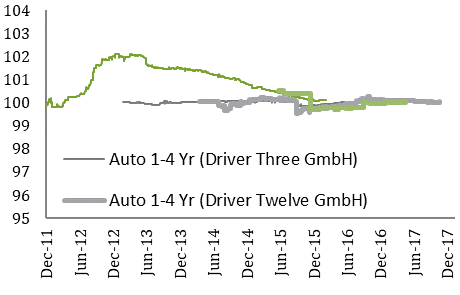 104
103
102
101
100
99
98
97
96
95
Auto 1-4 Yr (Driver Three GmbH)
Auto 1-4 Yr (Driver Twelve GmbH)
Dec-11
Jun-12
Dec-12
Jun-13
Dec-13
Jun-14
Dec-14
Jun-15
Dec-15
Jun-16
Dec-16
Jun-17
Dec-17